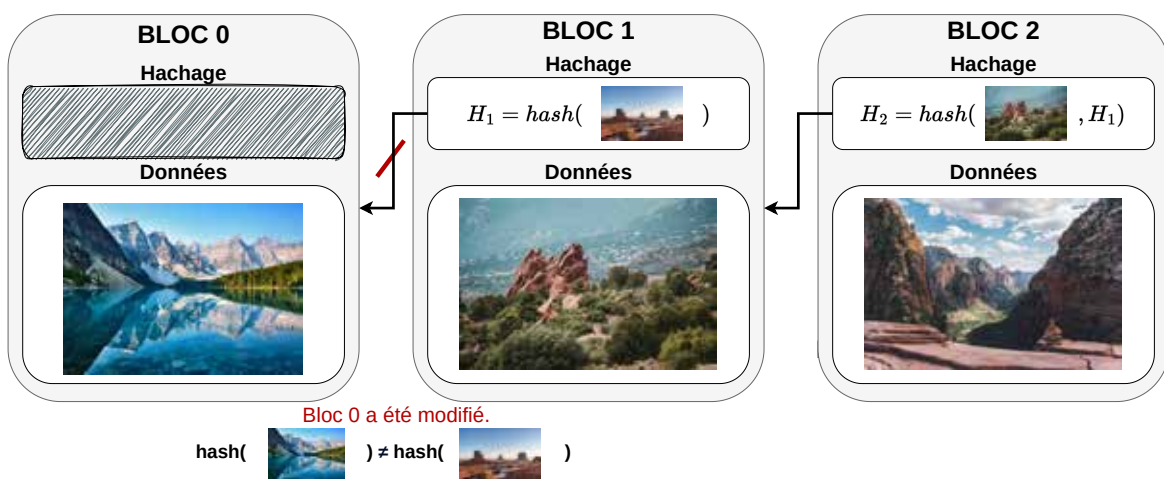 BLOC 0
Hachage
Données
BLOC 1
Hachage
H₁ = hash( )
Données
BLOC 2
Hachage
H₂ = hash( , H₁)
Données
Bloc 0 a été modifié.
hash( ) ≠ hash( )